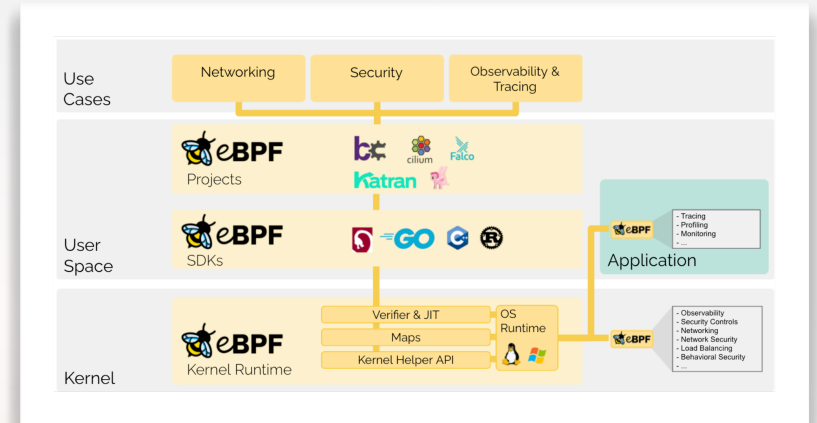 Networking
Security
Observability &
Tracing
Use
Cases
eBPF
Projects
bcc
cilium
Falco
Katran
eBPF
SDKs
GO
C++
R
User
Space
eBPF
- Tracing
- Profiling
- Monitoring
- ...
Application
Verifier & JIT
Maps
Kernel Helper API
OS
Runtime
eBPF
Kernel Runtime
Kernel
eBPF
- Observability
- Security Controls
- Networking
- Network Security
- Load Balancing
- Behavioral Security
- ...